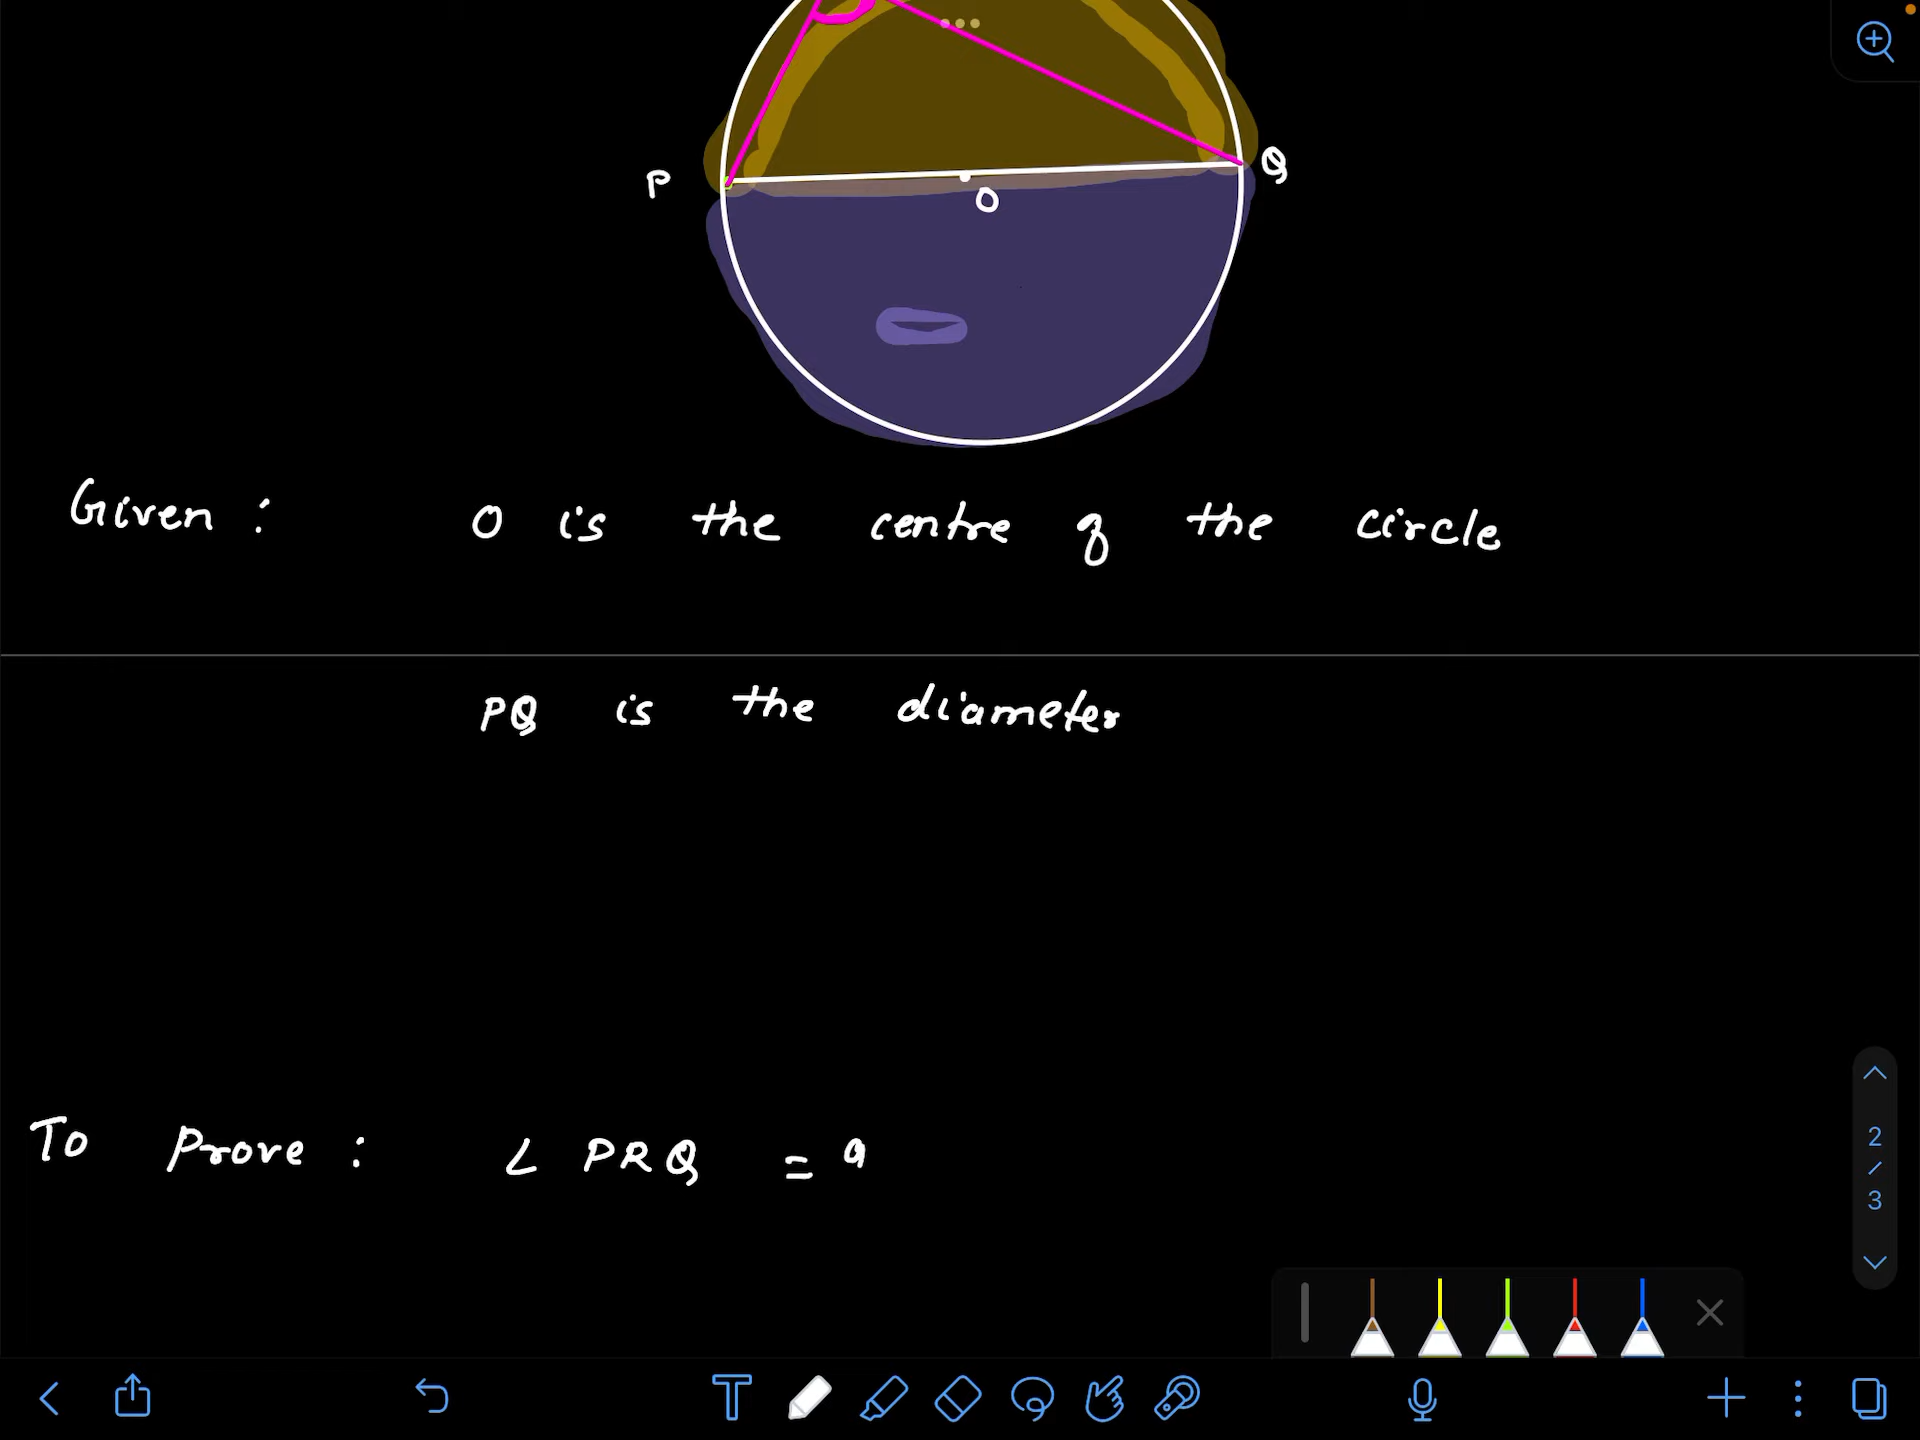 P
Q
O
Given : O is the centre of the circle
PQ is the diameter
To prove : ∠ PRQ = 9
2
/
3
T